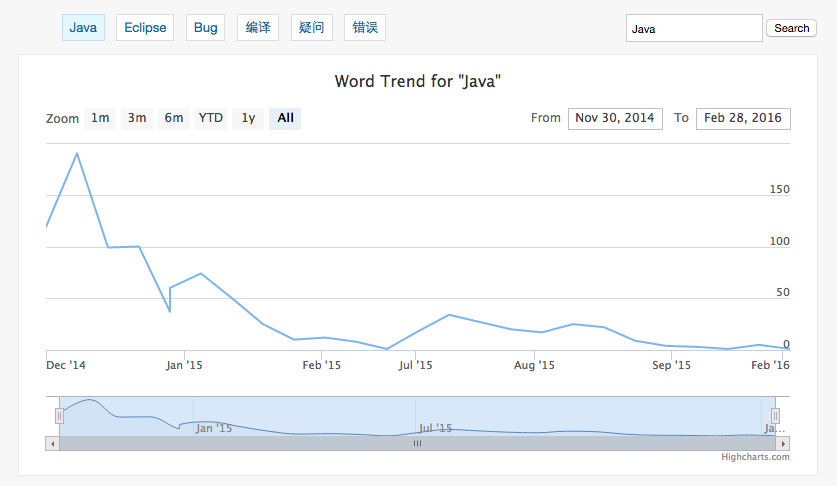 Java Eclipse Bug 编译 疑问 错误 Java Search
Word Trend for "Java"
Zoom 1m 3m 6m YTD 1y All From Nov 30, 2014 To Feb 28, 2016
150
100
50
0
Dec '14 Jan '15 Feb '15 Jul '15 Aug '15 Sep '15 Feb '16
Jan '15 Jul '15 Ja…
Highcharts.com